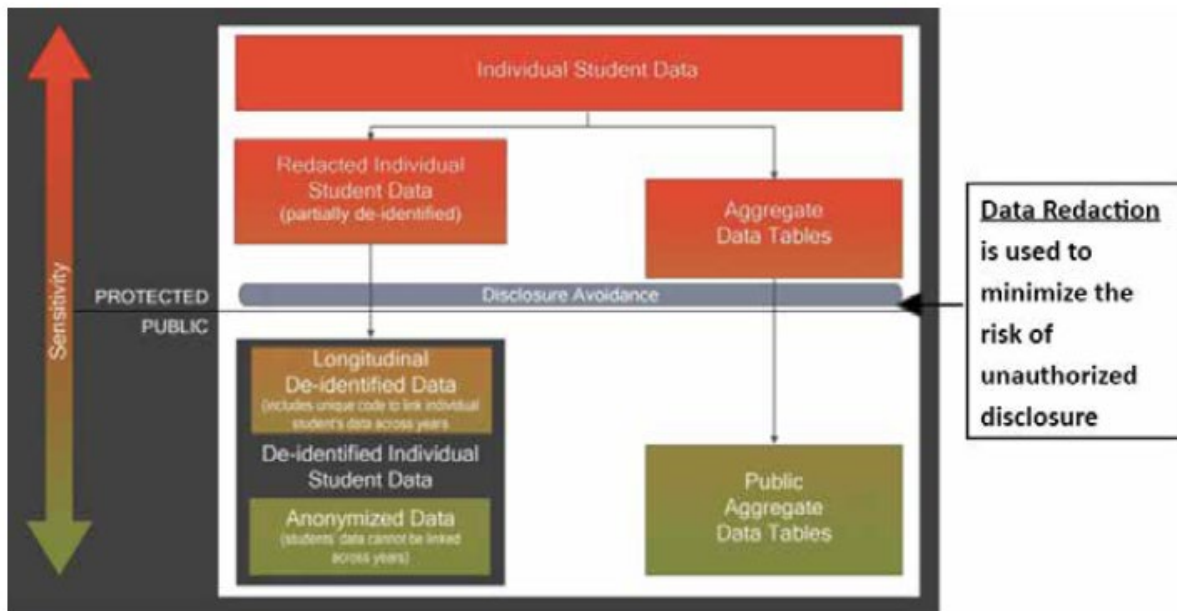 Individual Student Data
Redacted Individual
Student Data
(partially de-identified)
Aggregate
Data Tables
Sensitivity
PROTECTED
PUBLIC
Disclosure Avoidance
Longitudinal
De-identified Data
(includes unique code to link individual
student's data across years
De-identified Individual
Student Data
Anonymized Data
(students' data cannot be linked
across years)
Public
Aggregate
Data Tables
Data Redaction
is used to
minimize the
risk of
unauthorized
disclosure